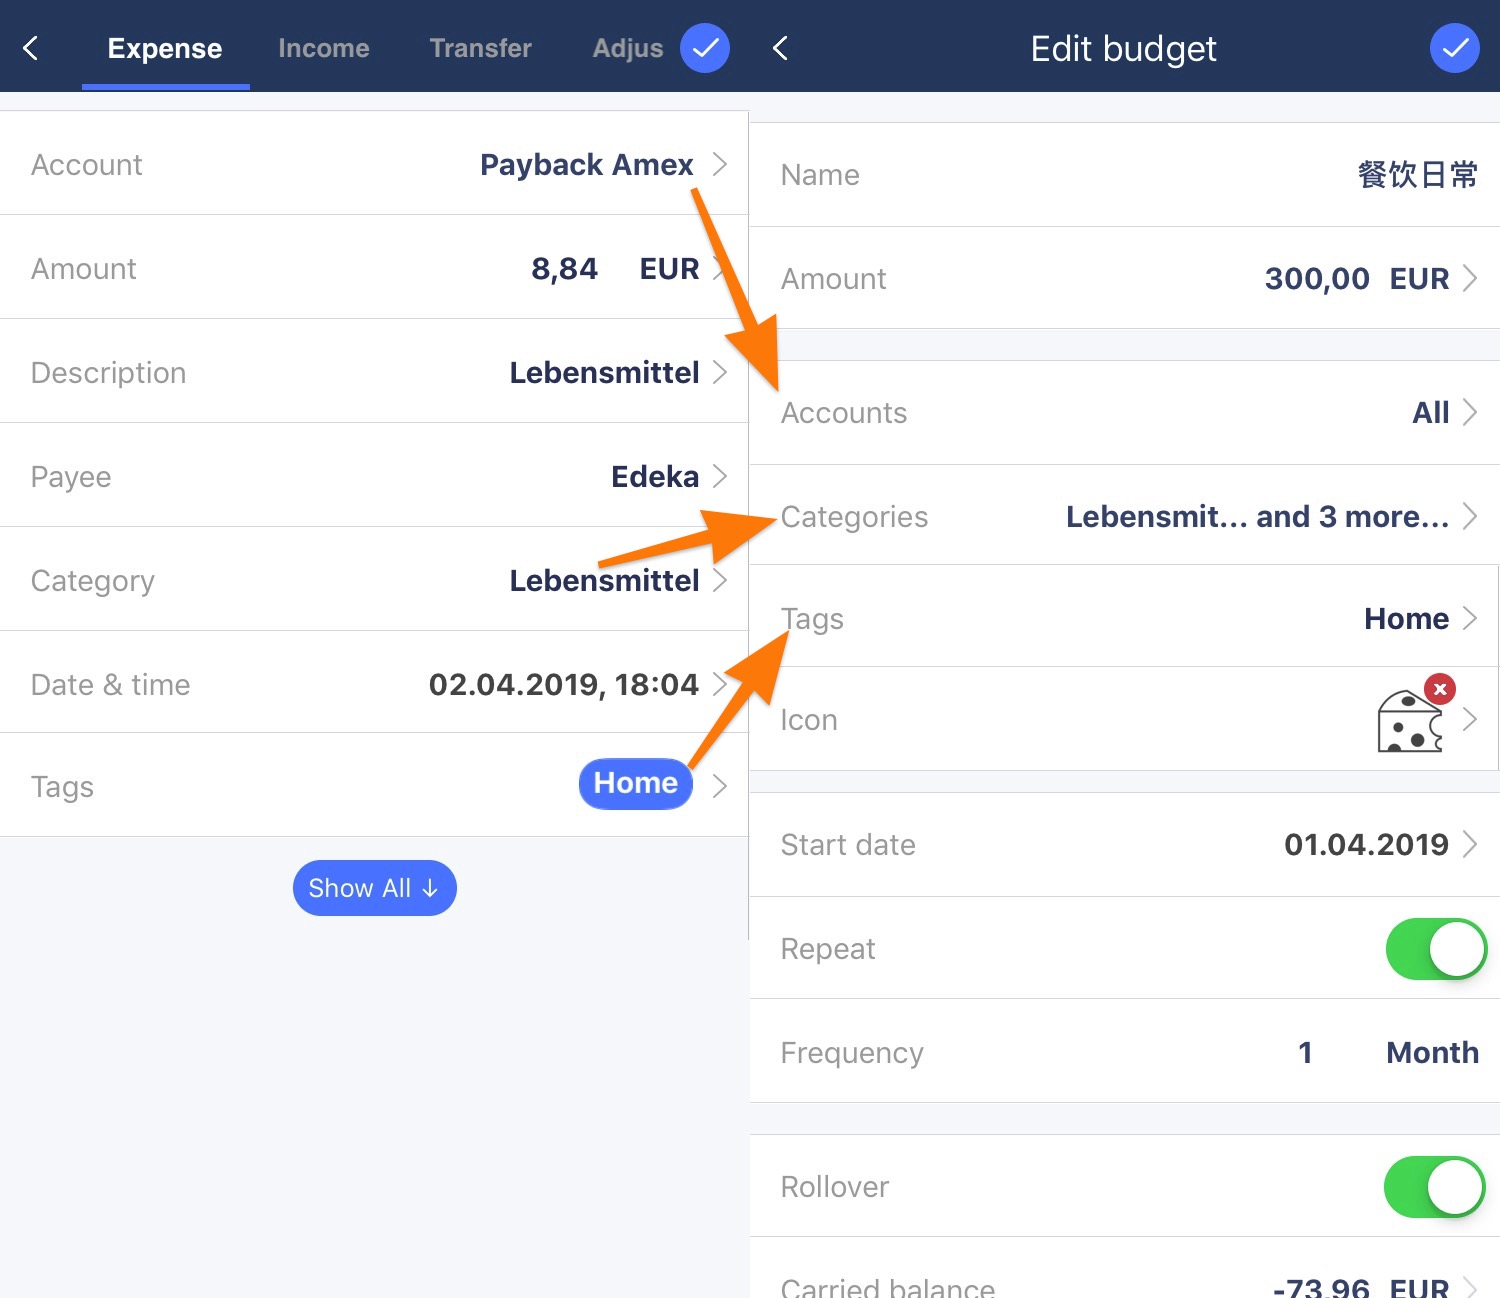 Expense Income Transfer Adjus
Account Payback Amex
Amount 8,84 EUR
Description Lebensmittel
Payee Edeka
Category Lebensmittel
Date & time 02.04.2019, 18:04
Tags Home
Show All ↓
Edit budget
Name 餐饮日常
Amount 300,00 EUR
Accounts All
Categories Lebensmit... and 3 more...
Tags Home
Icon
Start date 01.04.2019
Repeat
Frequency 1 Month
Rollover
Carried balance -73,96 EUR